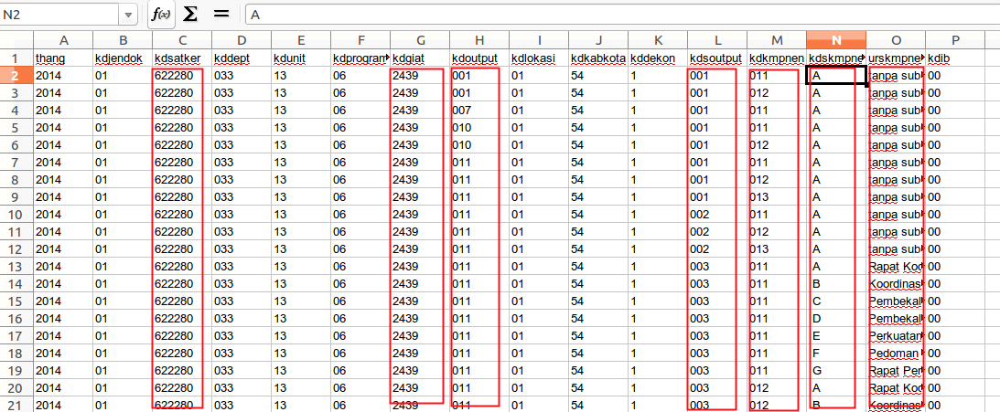 N2 f(x) Σ = A
A B C D E F G H I J K L M N O P
1 thang kdjendok kdsatker kddept kdunit kdprogram kdgiat kdoutput kdlokasi kdkabkota kddekon kdsoutput kdkmpnen kdskmpne urskmpne kdib
2 2014 01 622280 033 13 06 2439 001 01 54 1 001 011 A tanpa sub 00
3 2014 01 622280 033 13 06 2439 001 01 54 1 001 012 A tanpa sub 00
4 2014 01 622280 033 13 06 2439 007 01 54 1 001 011 A tanpa sub 00
5 2014 01 622280 033 13 06 2439 010 01 54 1 001 011 A tanpa sub 00
6 2014 01 622280 033 13 06 2439 010 01 54 1 001 012 A tanpa sub 00
7 2014 01 622280 033 13 06 2439 011 01 54 1 001 011 A tanpa sub 00
8 2014 01 622280 033 13 06 2439 011 01 54 1 001 012 A tanpa sub 00
9 2014 01 622280 033 13 06 2439 011 01 54 1 001 013 A tanpa sub 00
10 2014 01 622280 033 13 06 2439 011 01 54 1 002 011 A tanpa sub 00
11 2014 01 622280 033 13 06 2439 011 01 54 1 002 012 A tanpa sub 00
12 2014 01 622280 033 13 06 2439 011 01 54 1 002 013 A tanpa sub 00
13 2014 01 622280 033 13 06 2439 011 01 54 1 003 011 A Rapat Koo 00
14 2014 01 622280 033 13 06 2439 011 01 54 1 003 011 B Koordinas 00
15 2014 01 622280 033 13 06 2439 011 01 54 1 003 011 C Pembekal 00
16 2014 01 622280 033 13 06 2439 011 01 54 1 003 011 D Pembekal 00
17 2014 01 622280 033 13 06 2439 011 01 54 1 003 011 E Perkuatan 00
18 2014 01 622280 033 13 06 2439 011 01 54 1 003 011 F Pedoman 00
19 2014 01 622280 033 13 06 2439 011 01 54 1 003 011 G Rapat Per 00
20 2014 01 622280 033 13 06 2439 011 01 54 1 003 012 A Rapat Koo 00
21 2014 01 622280 033 13 06 2439 011 01 54 1 003 012 B Koordinas 00